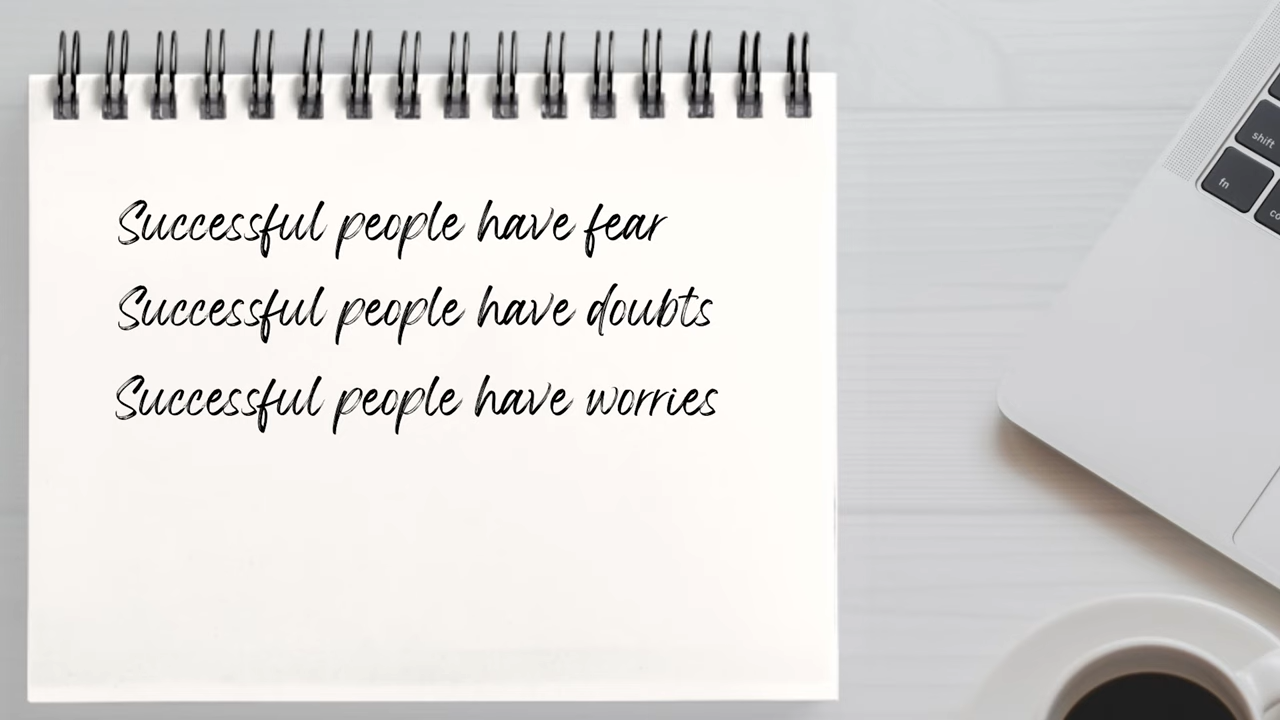 Successful people have fear
Successful people have doubts
Successful people have worries
shift
fn